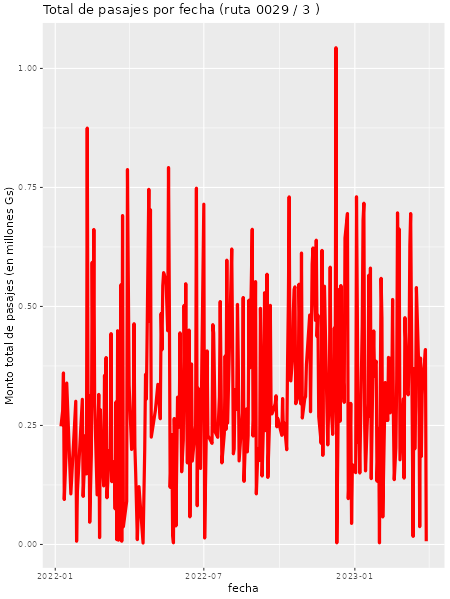 Total de pasajes por fecha (ruta 0029 / 3 )
Monto total de pasajes (en millones Gs)
1.00
0.75
0.50
0.25
0.00
2022-01
2022-07
2023-01
fecha